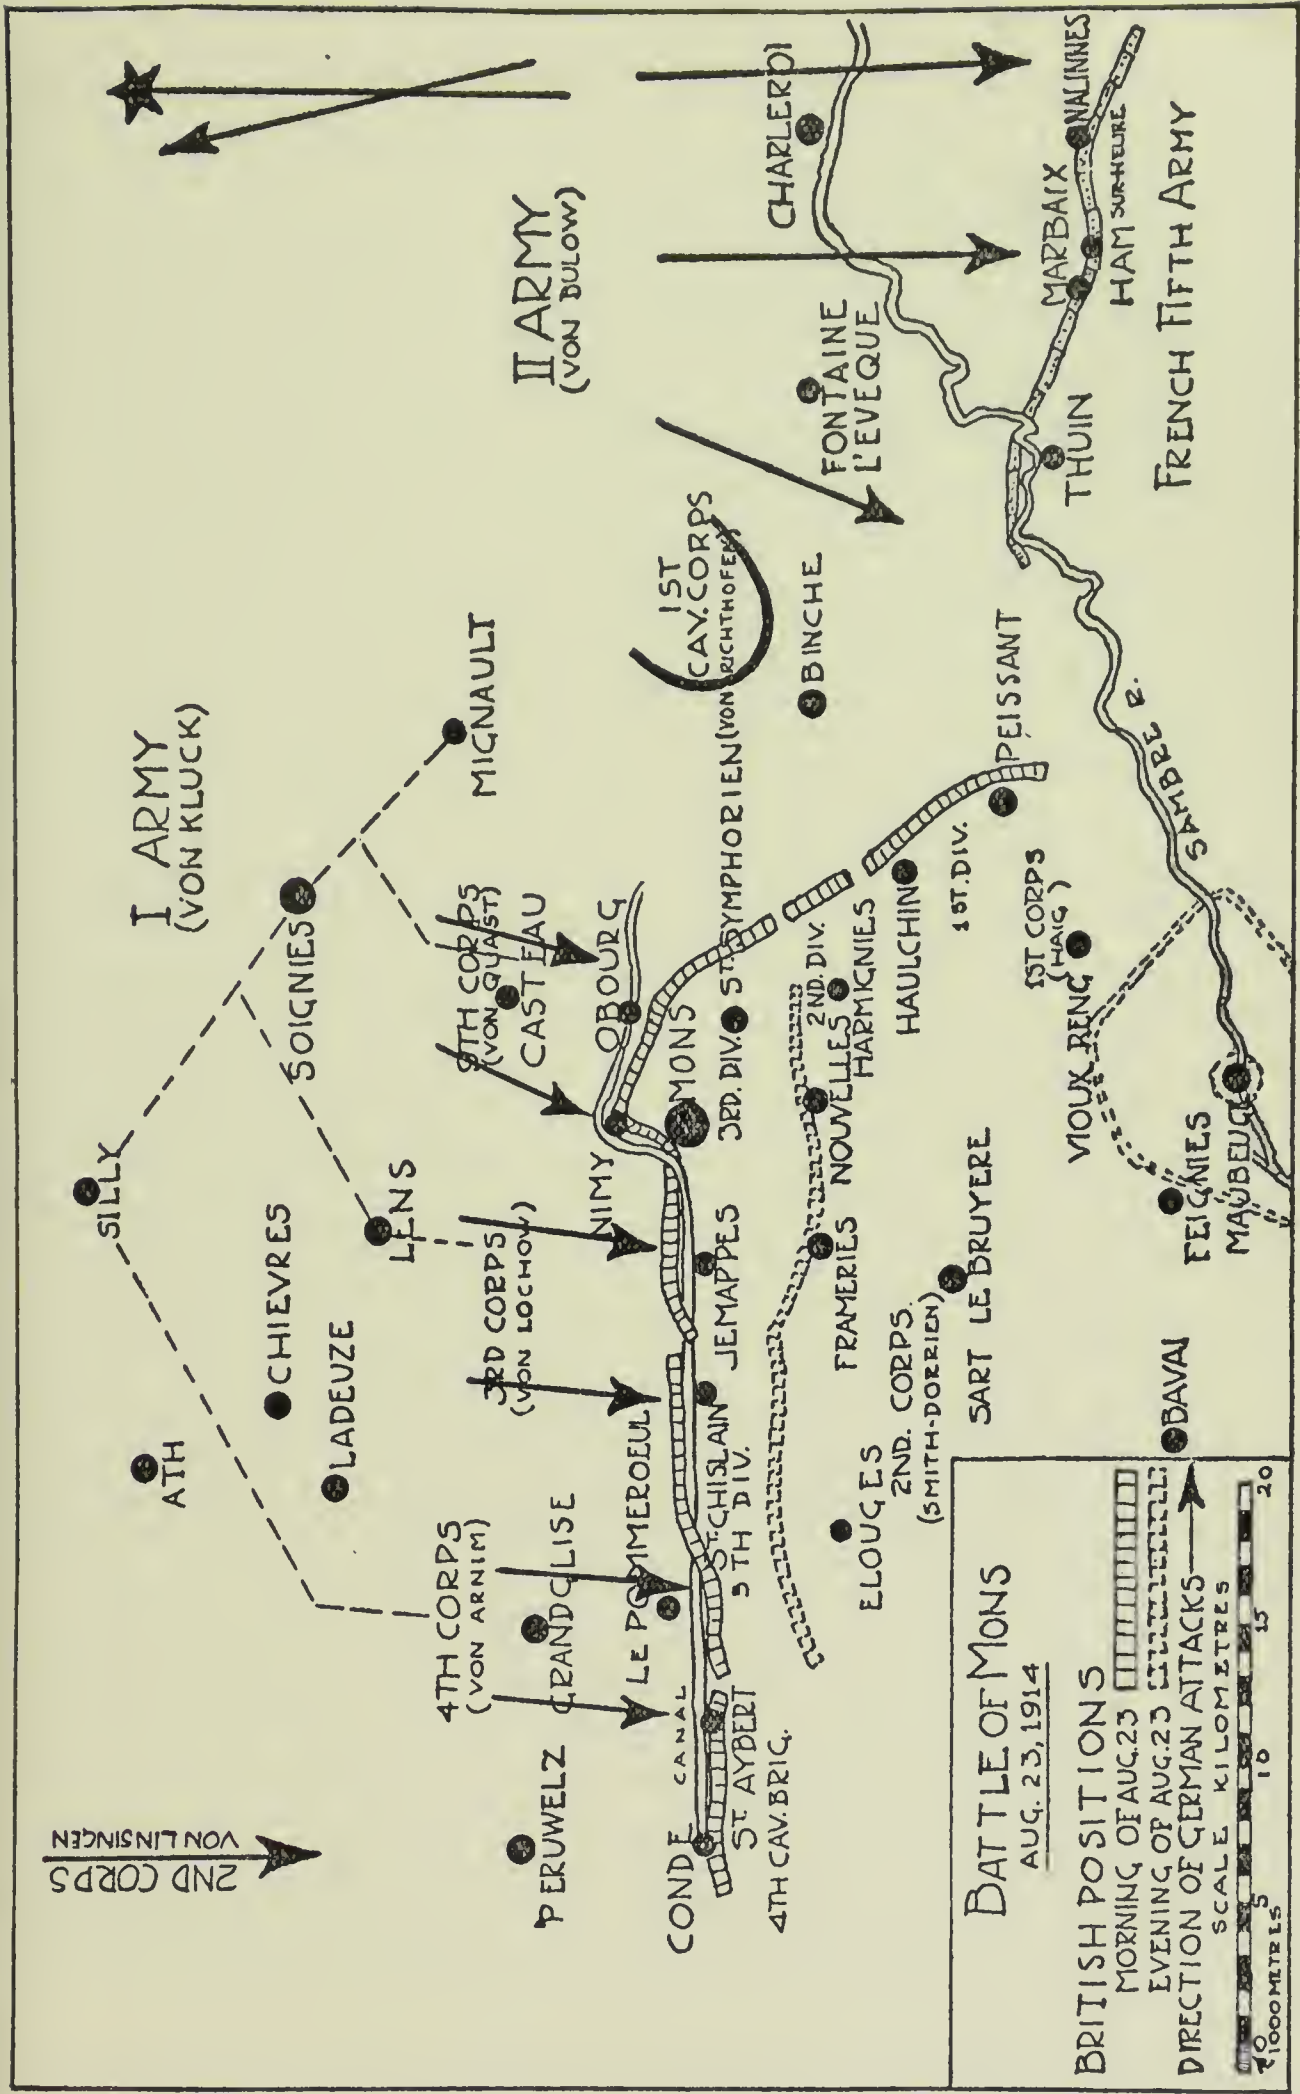 I ARMY
(VON KLUCK)
II ARMY
(VON BULOW)
2ND CORPS
VON LINSINGEN
SILLY
ATH
CHIEVRES
LADEUZE
SOIGNIES
LENS
MIGNAULT
4TH CORPS
(VON ARNIM)
3RD CORPS
(VON LOCHOW)
9TH CORPS
(VON QUAST)
CASTEAU
PERUWELZ
GRANDGLISE
LE POMMEROEUL
NIMY
OBOURG
1ST
CAV. CORPS
(VON RICHTHOFEN)
CONDE
CANAL
ST AYBERT
4TH CAV. BRIG.
ST. GHISLAIN
5TH DIV.
JEMAPPES
MONS
3RD. DIV.
ST. SYMPHORIEN
BINCHE
FONTAINE
L'EVEQUE
CHARLEROI
ELOUGES
2ND. CORPS.
(SMITH-DORRIEN)
FRAMERIES
NOUVELLES
2ND. DIV.
HARMIGNIES
HAULCHIN
1ST. DIV.
PEISSANT
SART LE BRUYERE
1ST CORPS
(HAIG)
VIOUX RENG
THUIN
MARBAIX
HAM SUR HEURE
NALINNES
FRENCH FIFTH ARMY
SAMBRE R.
BAVAI
FEIGNIES
MAUBEUGE
BATTLE OF MONS
AUG. 23, 1914
BRITISH POSITIONS
MORNING OF AUG. 23
EVENING OF AUG. 23
DIRECTION OF GERMAN ATTACKS
SCALE KILOMETRES
0 5 10 15 20
1000 METRES